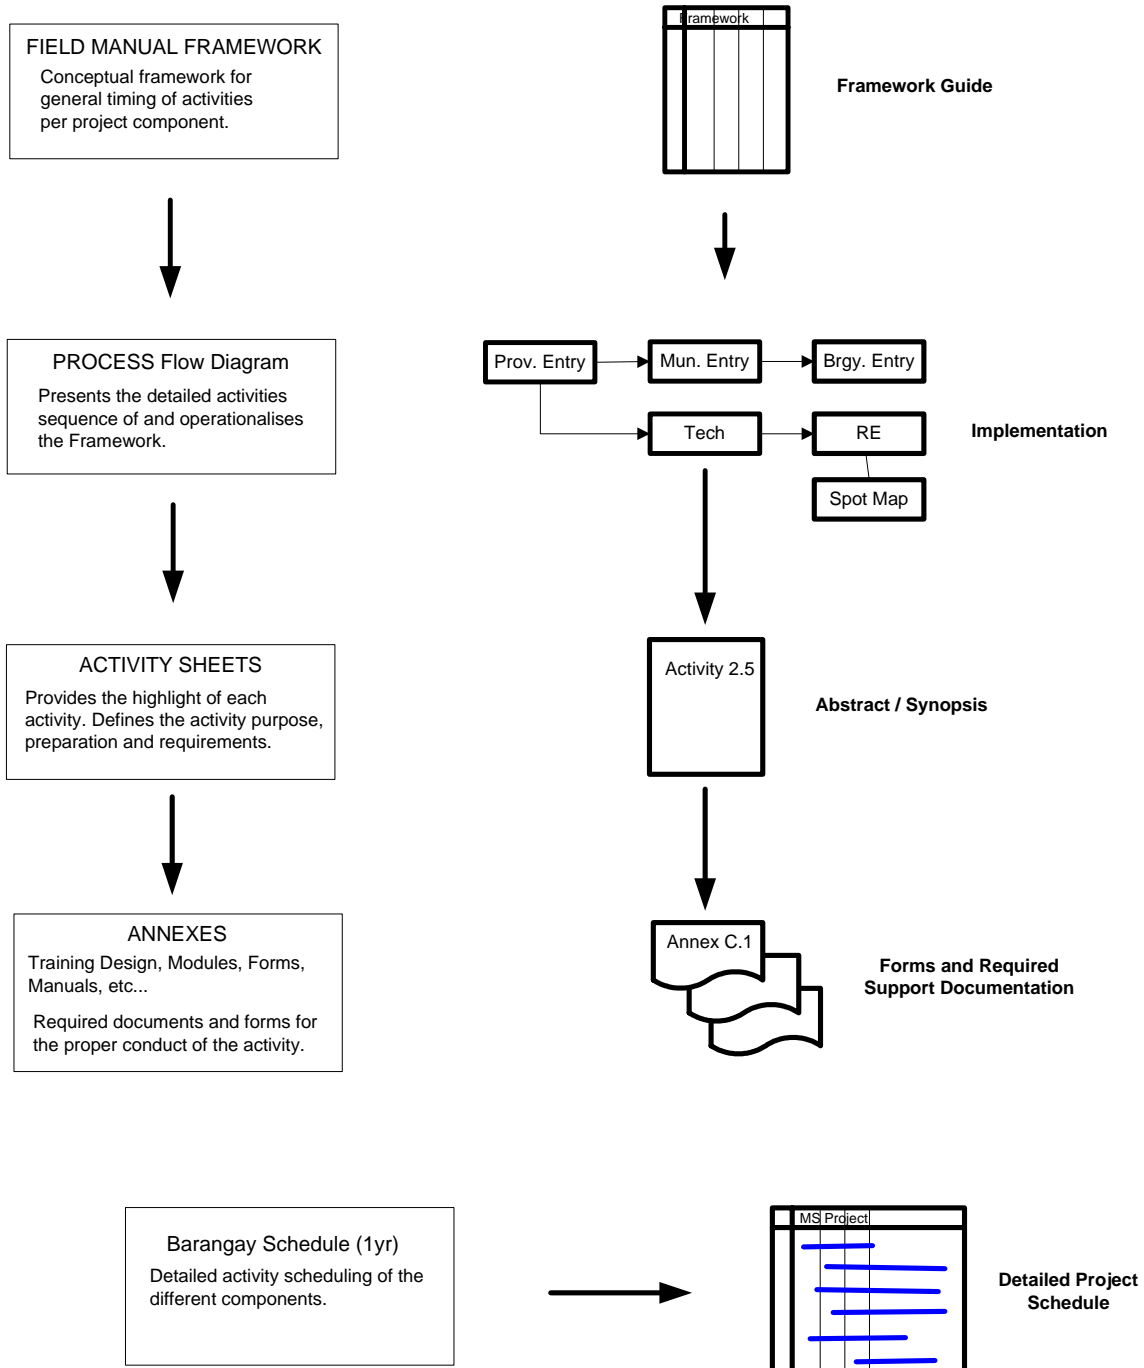 Framework
FIELD MANUAL FRAMEWORK
Conceptual framework for
general timing of activities
per project component.
Framework Guide
PROCESS Flow Diagram
Presents the detailed activities
sequence of and operationalises
the Framework.
Prov. Entry
Mun. Entry
Brgy. Entry
Tech
RE
Spot Map
Implementation
ACTIVITY SHEETS
Provides the highlight of each
activity. Defines the activity purpose,
preparation and requirements.
Activity 2.5
Abstract / Synopsis
ANNEXES
Training Design, Modules, Forms,
Manuals, etc...
Required documents and forms for
the proper conduct of the activity.
Annex C.1
Forms and Required
Support Documentation
Barangay Schedule (1yr)
Detailed activity scheduling of the
different components.
MS Project
Detailed Project
Schedule